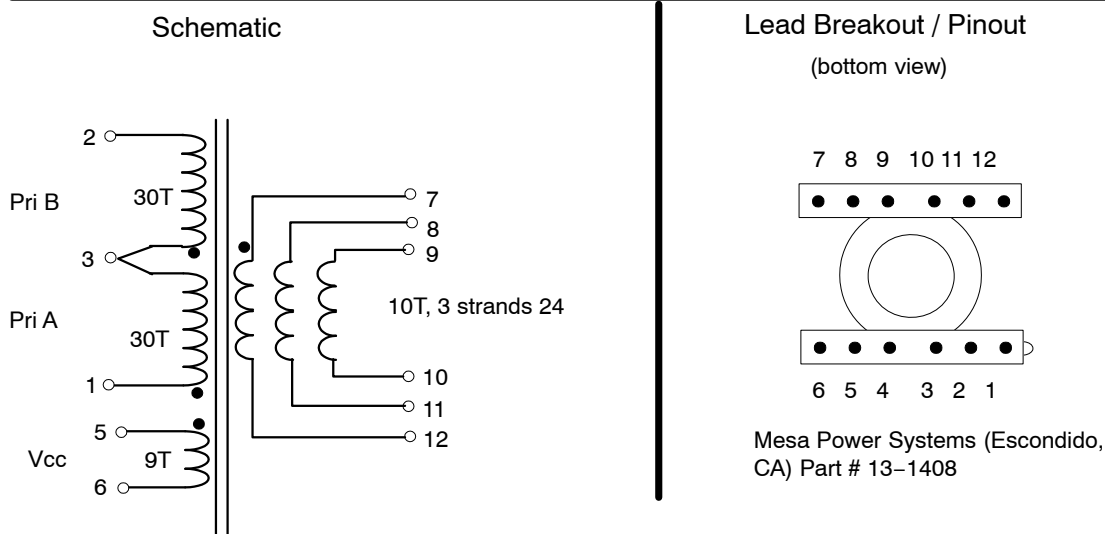 Schematic
2
Pri B
30T
3
Pri A
30T
1
5
Vcc
9T
6
7
8
9
10T, 3 strands 24
10
11
12
Lead Breakout / Pinout
(bottom view)
7 8 9 10 11 12
6 5 4 3 2 1
Mesa Power Systems (Escondido,
CA) Part # 13−1408